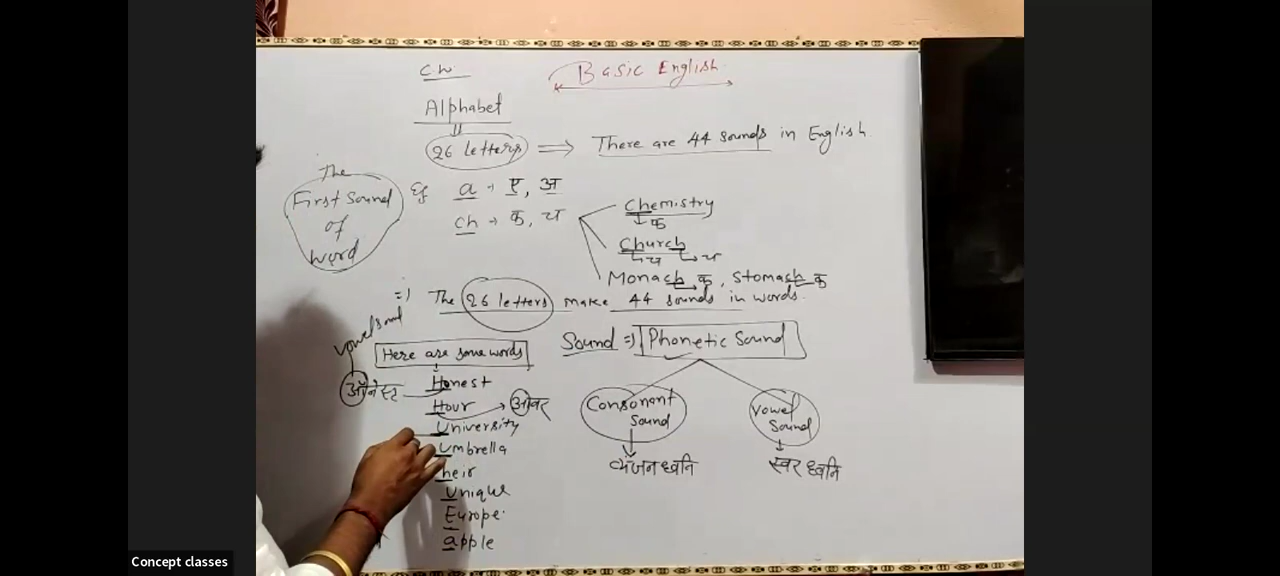 CW
Basic English
Alphabet
26 letters ⇒ There are 44 sounds in English
The First Sound of word
eg a → ए, अ
ch → क, च
Chemistry
क
Church
च च
Monach क, Stomach क
⇒ The 26 letters make 44 sounds in words.
vowel sound
Here are some words
Sound ⇒ Phonetic Sound
ऑनेस्ट Honest
Hour → ओवर
University
Umbrella
heir
Unique
Europe
apple
Consonant Sound
व्यंजन ध्वनि
Vowel Sound
स्वर ध्वनि
Concept classes